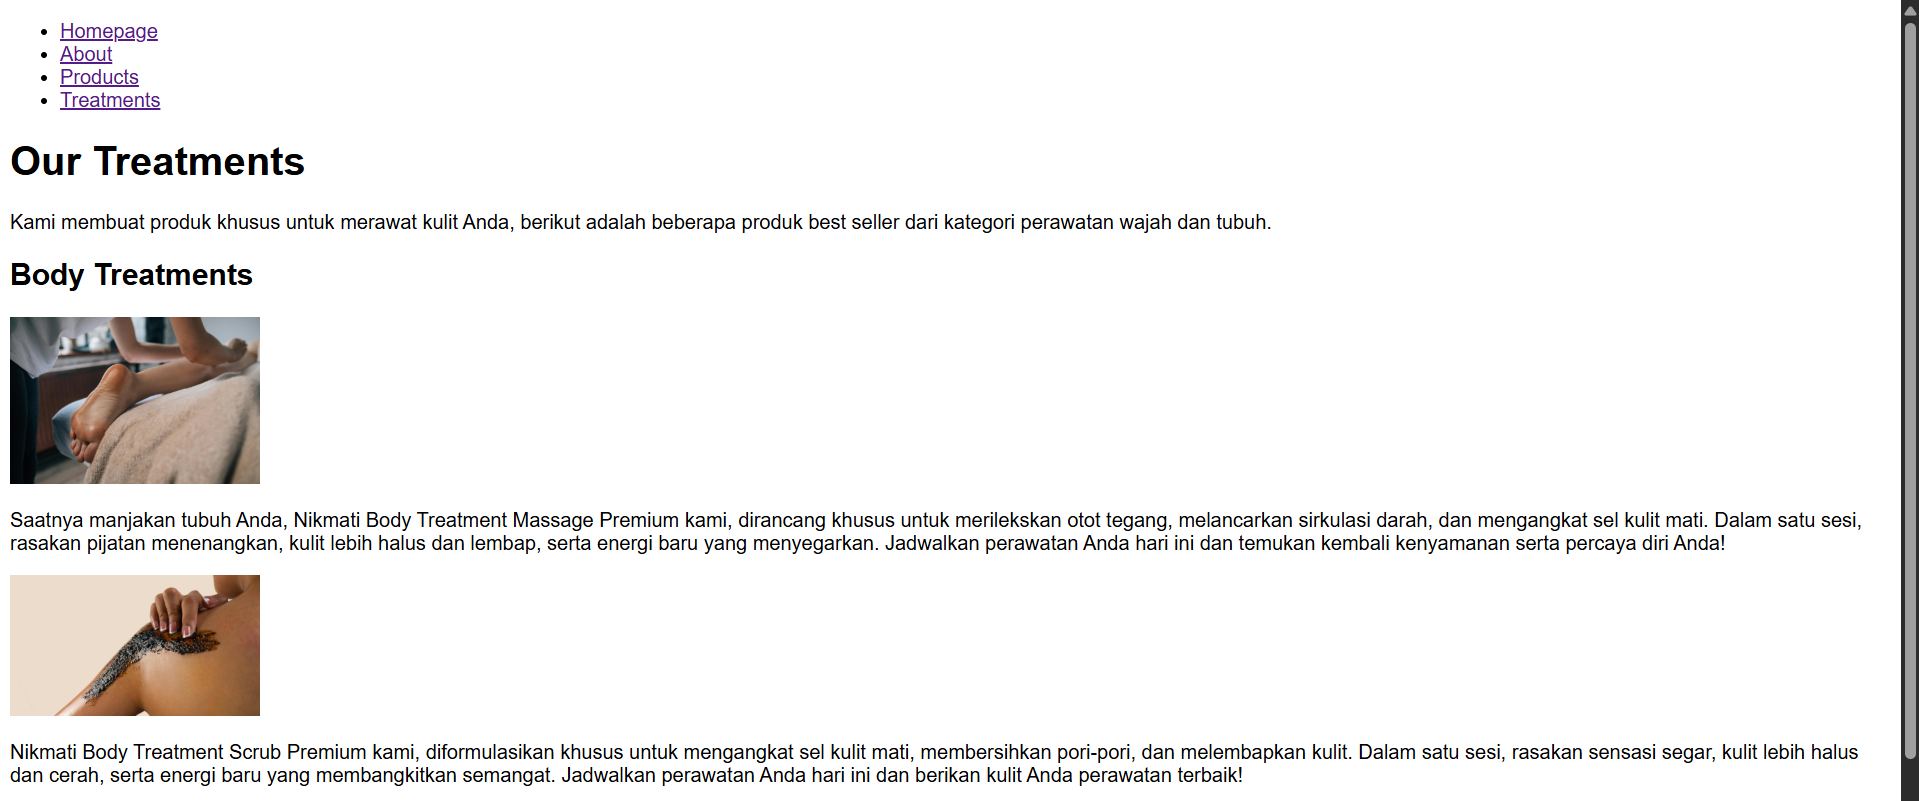 Homepage
About
Products
Treatments
Our Treatments
Kami membuat produk khusus untuk merawat kulit Anda, berikut adalah beberapa produk best seller dari kategori perawatan wajah dan tubuh.
Body Treatments
Saatnya manjakan tubuh Anda, Nikmati Body Treatment Massage Premium kami, dirancang khusus untuk merilekskan otot tegang, melancarkan sirkulasi darah, dan mengangkat sel kulit mati. Dalam satu sesi,
rasakan pijatan menenangkan, kulit lebih halus dan lembap, serta energi baru yang menyegarkan. Jadwalkan perawatan Anda hari ini dan temukan kembali kenyamanan serta percaya diri Anda!
Nikmati Body Treatment Scrub Premium kami, diformulasikan khusus untuk mengangkat sel kulit mati, membersihkan pori-pori, dan melembapkan kulit. Dalam satu sesi, rasakan sensasi segar, kulit lebih halus
dan cerah, serta energi baru yang membangkitkan semangat. Jadwalkan perawatan Anda hari ini dan berikan kulit Anda perawatan terbaik!